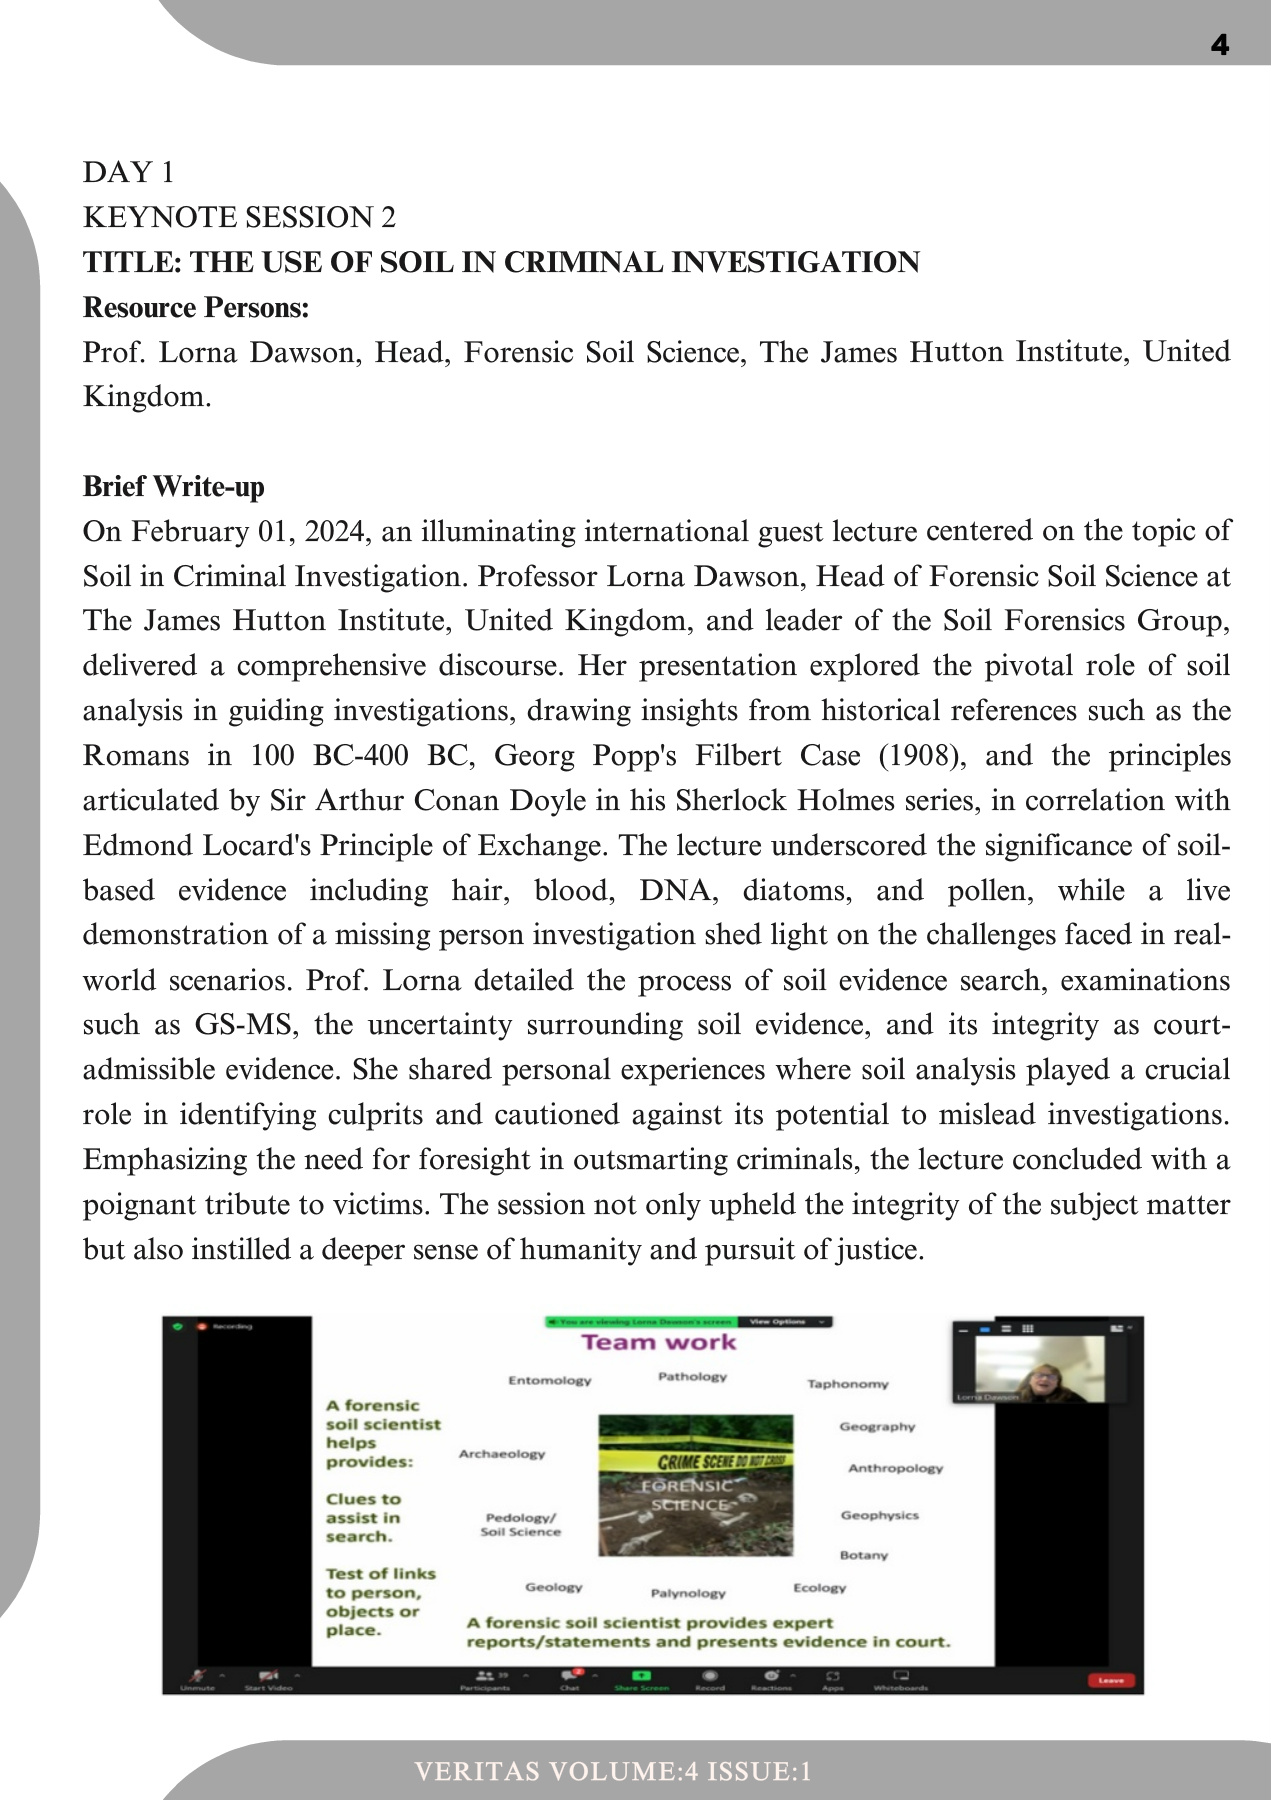 4
DAY 1
KEYNOTE SESSION 2
TITLE: THE USE OF SOIL IN CRIMINAL INVESTIGATION
Resource Persons:
Prof. Lorna Dawson, Head, Forensic Soil Science, The James Hutton Institute, United
Kingdom.
Brief Write-up
On February 01, 2024, an illuminating international guest lecture centered on the topic of
Soil in Criminal Investigation. Professor Lorna Dawson, Head of Forensic Soil Science at
The James Hutton Institute, United Kingdom, and leader of the Soil Forensics Group,
delivered a comprehensive discourse. Her presentation explored the pivotal role of soil
analysis in guiding investigations, drawing insights from historical references such as the
Romans in 100 BC-400 BC, Georg Popp's Filbert Case (1908), and the principles
articulated by Sir Arthur Conan Doyle in his Sherlock Holmes series, in correlation with
Edmond Locard's Principle of Exchange. The lecture underscored the significance of soil-
based evidence including hair, blood, DNA, diatoms, and pollen, while a live
demonstration of a missing person investigation shed light on the challenges faced in real-
world scenarios. Prof. Lorna detailed the process of soil evidence search, examinations
such as GS-MS, the uncertainty surrounding soil evidence, and its integrity as court-
admissible evidence. She shared personal experiences where soil analysis played a crucial
role in identifying culprits and cautioned against its potential to mislead investigations.
Emphasizing the need for foresight in outsmarting criminals, the lecture concluded with a
poignant tribute to victims. The session not only upheld the integrity of the subject matter
but also instilled a deeper sense of humanity and pursuit of justice.
Recording
You are viewing Lorna Dawson's screen View Options
Team work
Lorna Dawson
Entomology
Pathology
Taphonomy
Geography
Anthropology
Geophysics
Botany
Ecology
Palynology
Geology
Pedology/
Soil Science
Archaeology
CRIME SCENE DO NOT CROSS
FORENSIC
SCIENCE
A forensic
soil scientist
helps
provides:
Clues to
assist in
search.
Test of links
to person,
objects or
place.
A forensic soil scientist provides expert
reports/statements and presents evidence in court.
Unmute Start Video Participants 39 Chat 2 Share Screen Record Reactions Apps Whiteboards Leave
VERITAS VOLUME:4 ISSUE:1